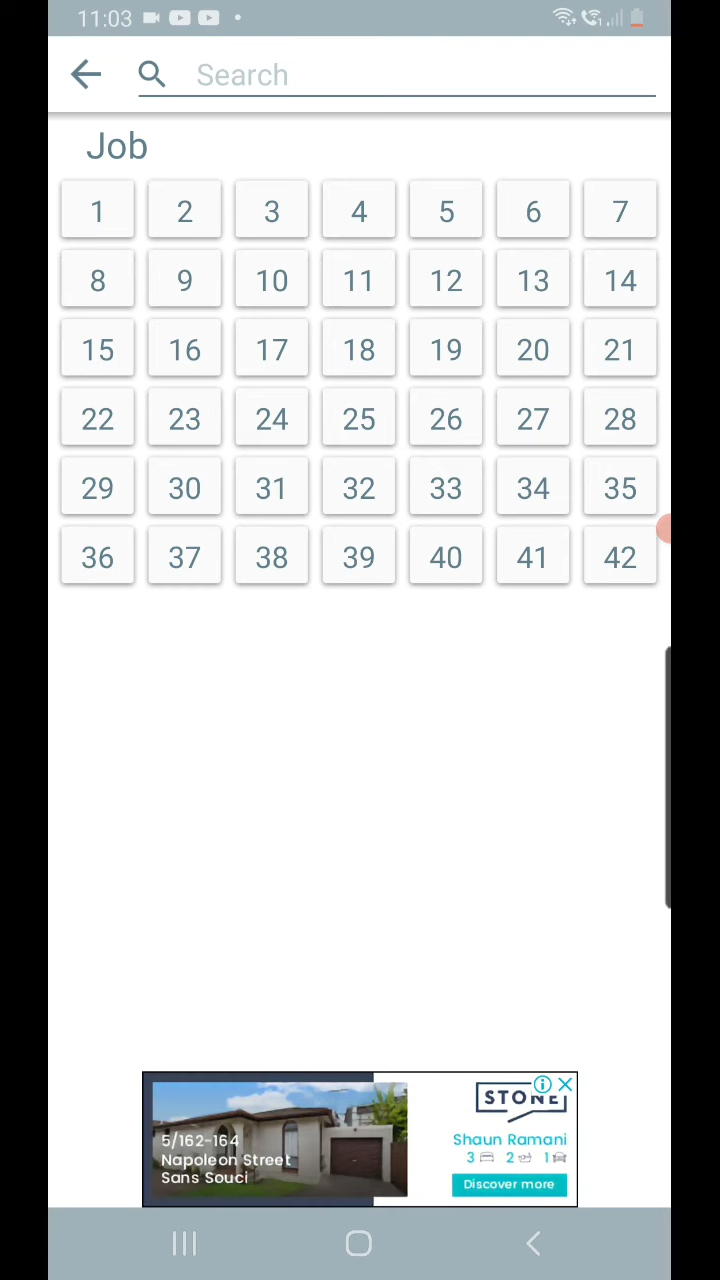 11:03
Search
Job
1 2 3 4 5 6 7
8 9 10 11 12 13 14
15 16 17 18 19 20 21
22 23 24 25 26 27 28
29 30 31 32 33 34 35
36 37 38 39 40 41 42
STONE
5/162-164
Napoleon Street
Sans Souci
Shaun Ramani
3 2 1
Discover more